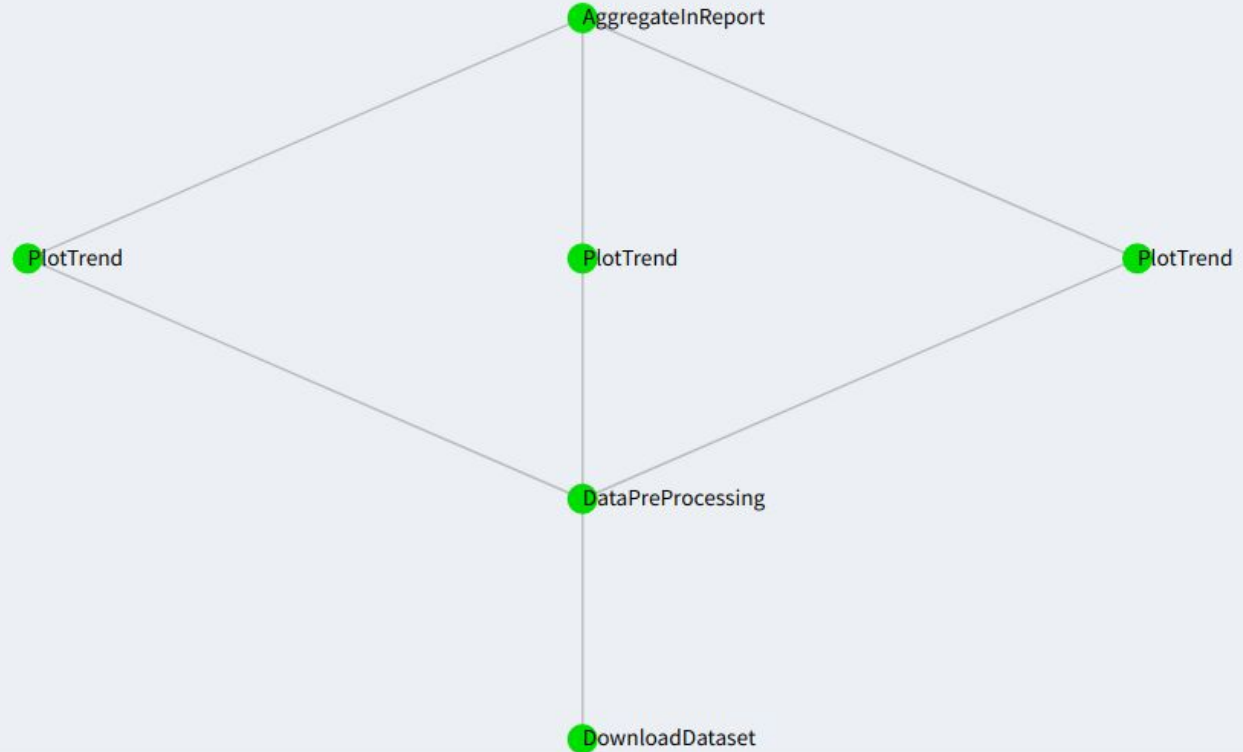 AggregateInReport
PlotTrend
PlotTrend
PlotTrend
DataPreProcessing
DownloadDataset